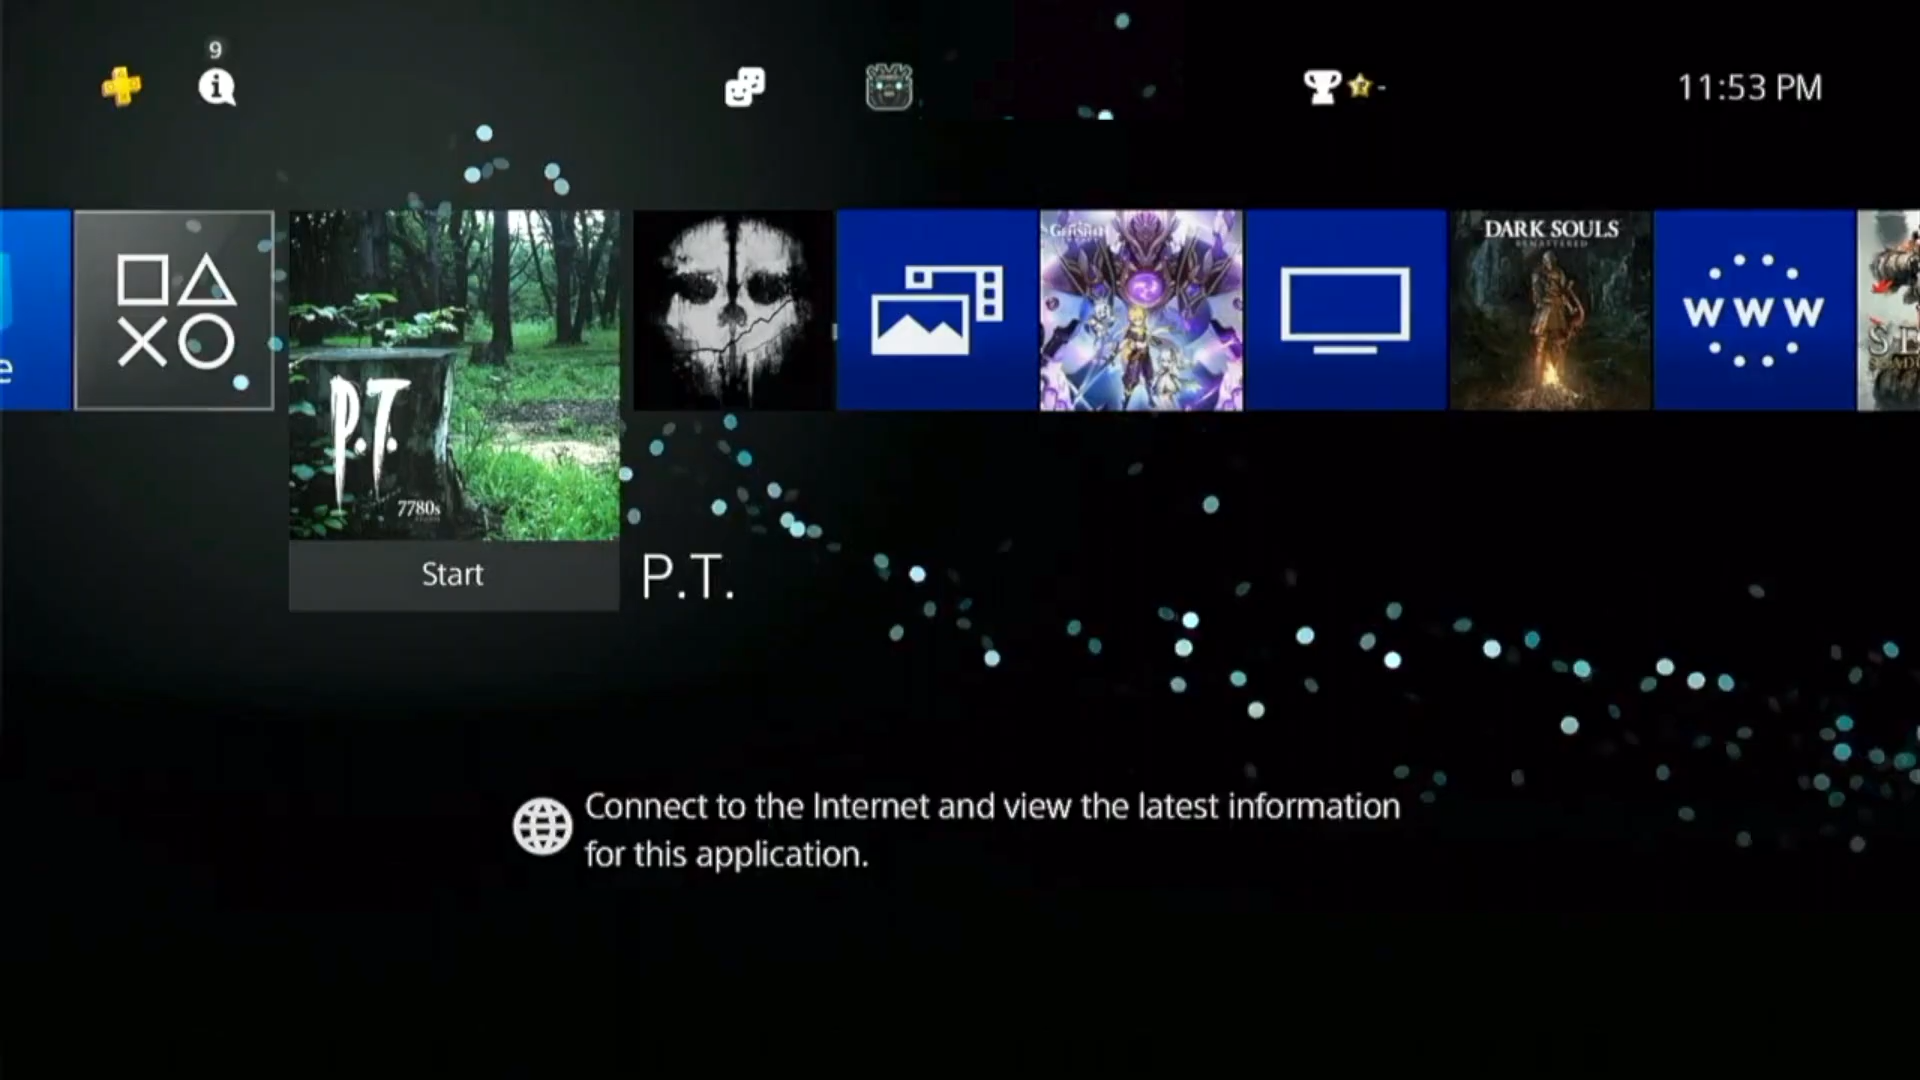 9
11:53 PM
e
P.T.
7780s
GENSHIN
DARK SOULS
REMASTERED
WWW
Start
P.T.
Connect to the Internet and view the latest information
for this application.